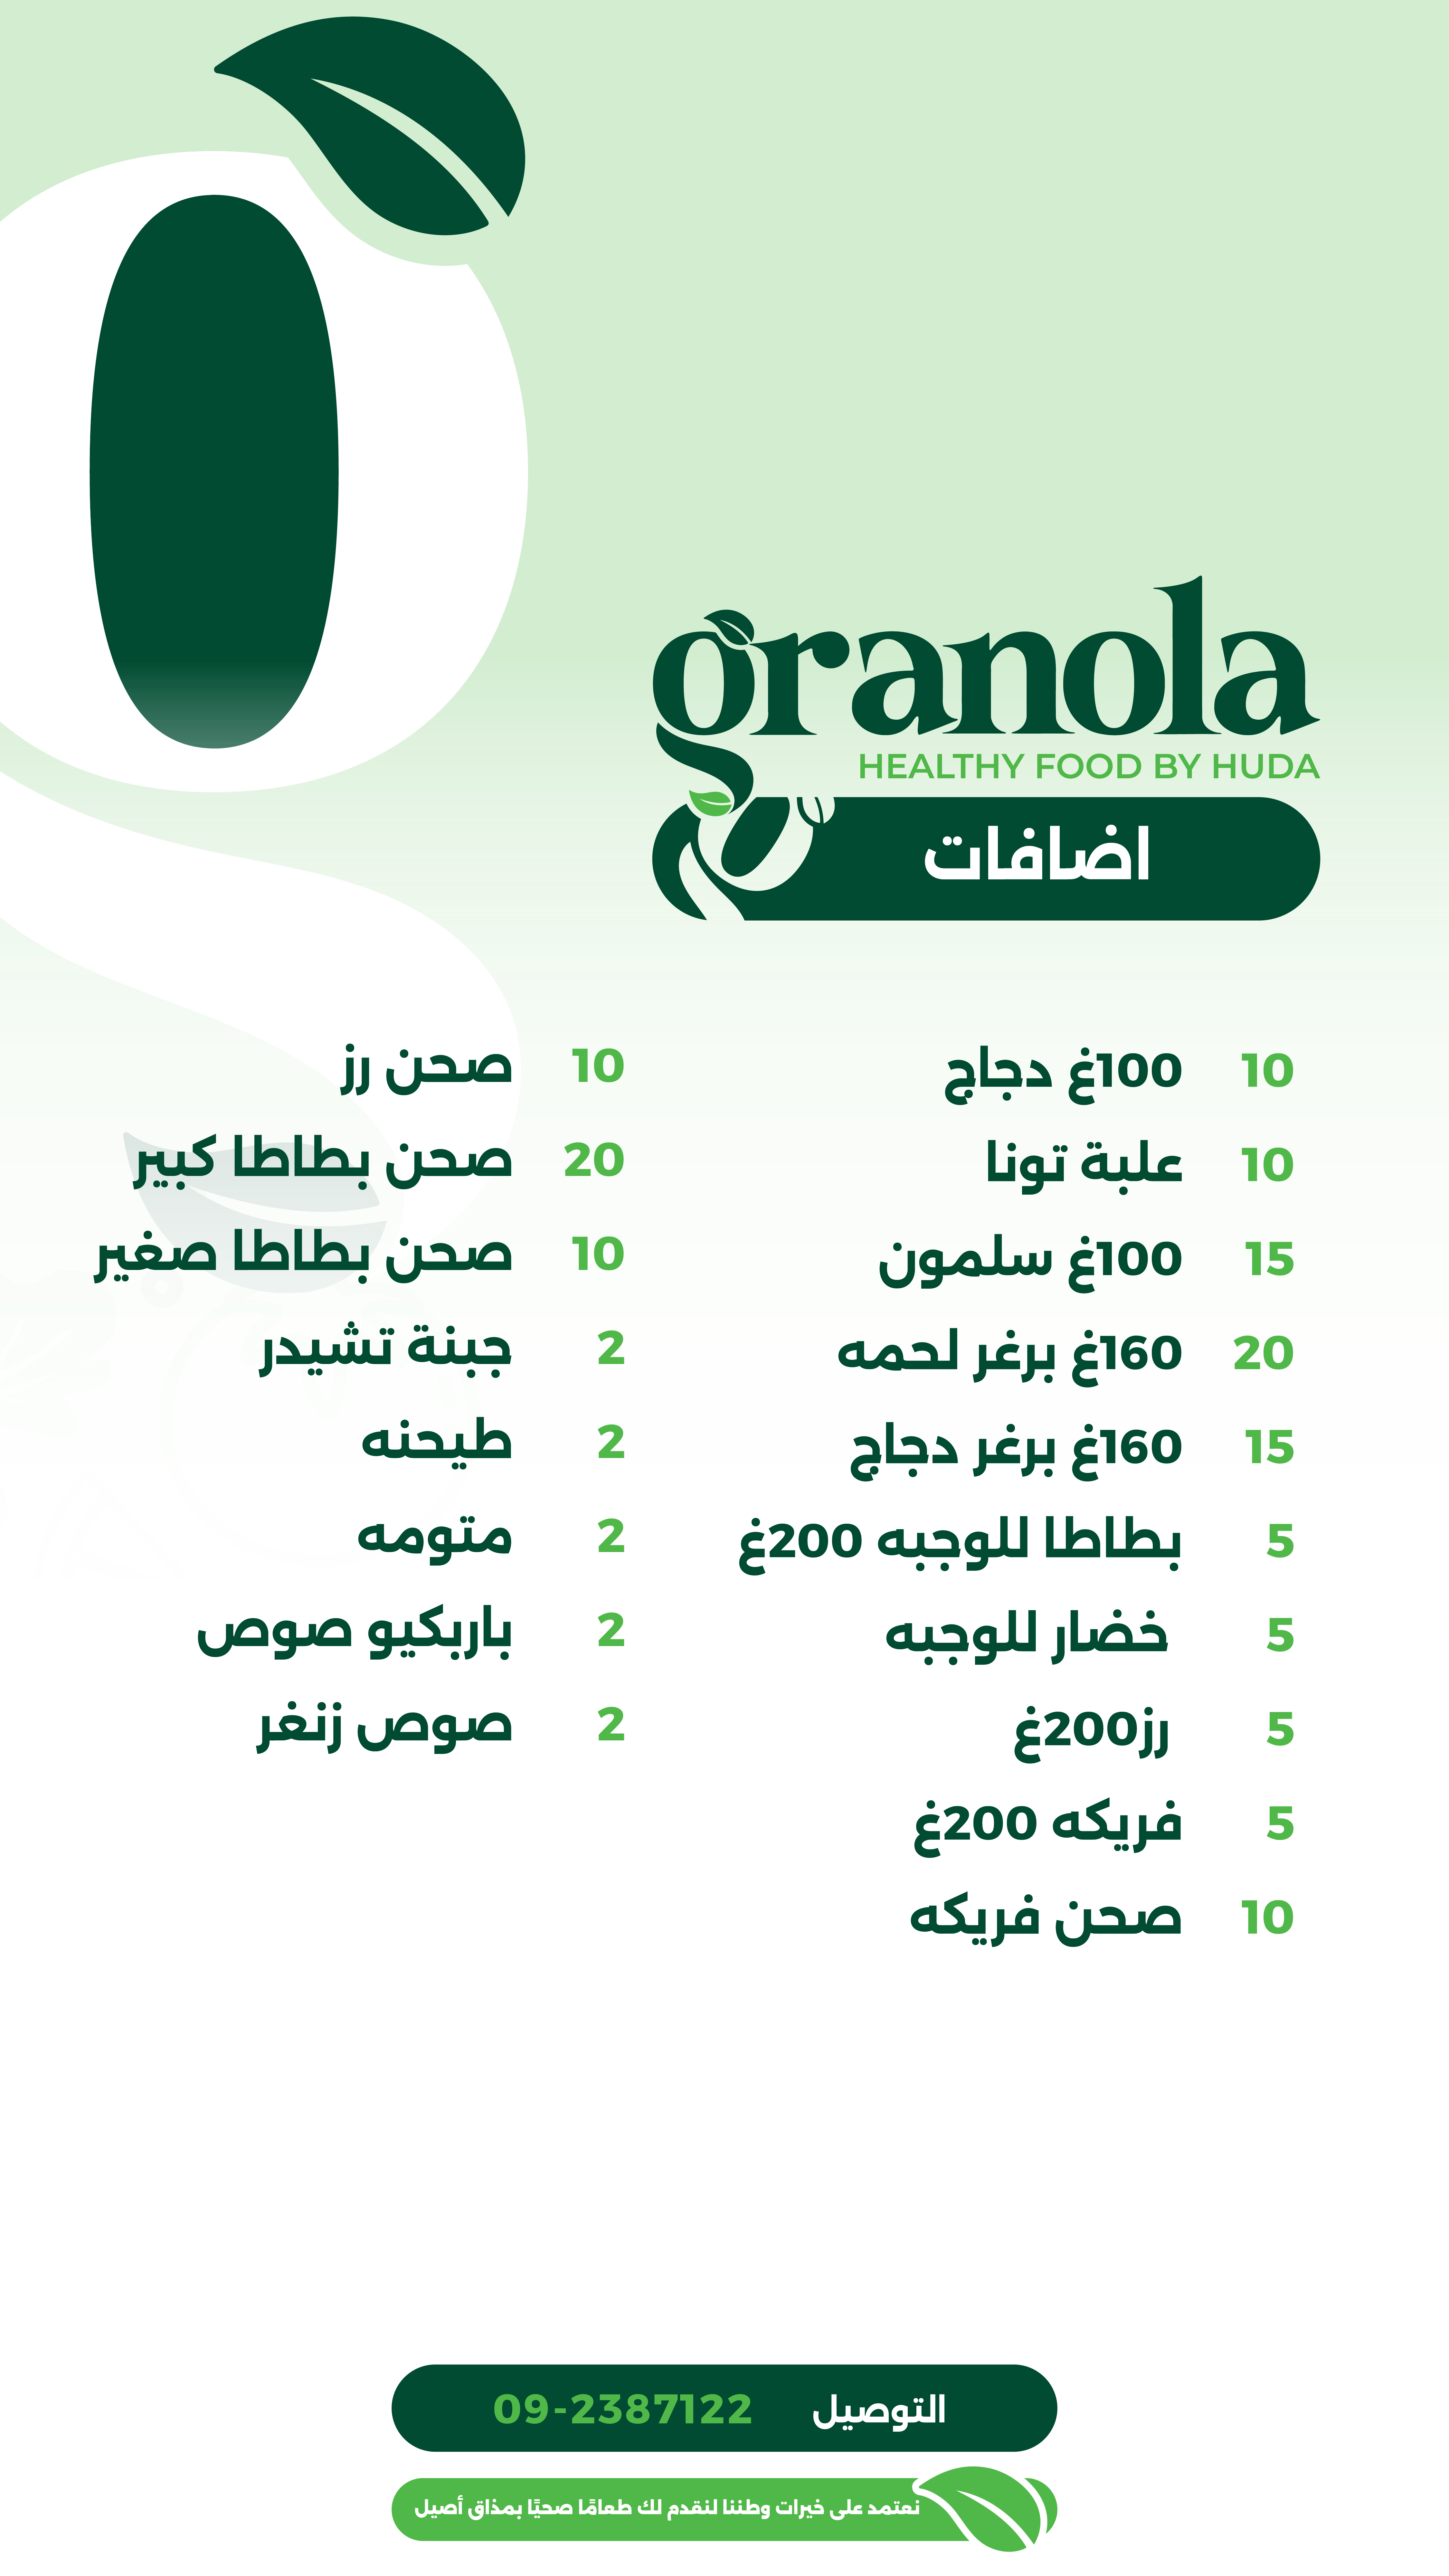 granola
HEALTHY FOOD BY HUDA
اضافات
10 100غ دجاج
10 علبة تونا
15 100غ سلمون
20 160غ برغر لحمه
15 160غ برغر دجاج
5 بطاطا للوجبه 200غ
5 خضار للوجبه
5 رز200غ
5 فريكه 200غ
10 صحن فريكه
10 صحن رز
20 صحن بطاطا كبير
10 صحن بطاطا صغير
2 جبنة تشيدر
2 طيحنه
2 متومه
2 باربكيو صوص
2 صوص زنغر
التوصيل 09-2387122
نعتمد على خيرات وطننا لنقدم لك طعامًا صحيًا بمذاق أصيل